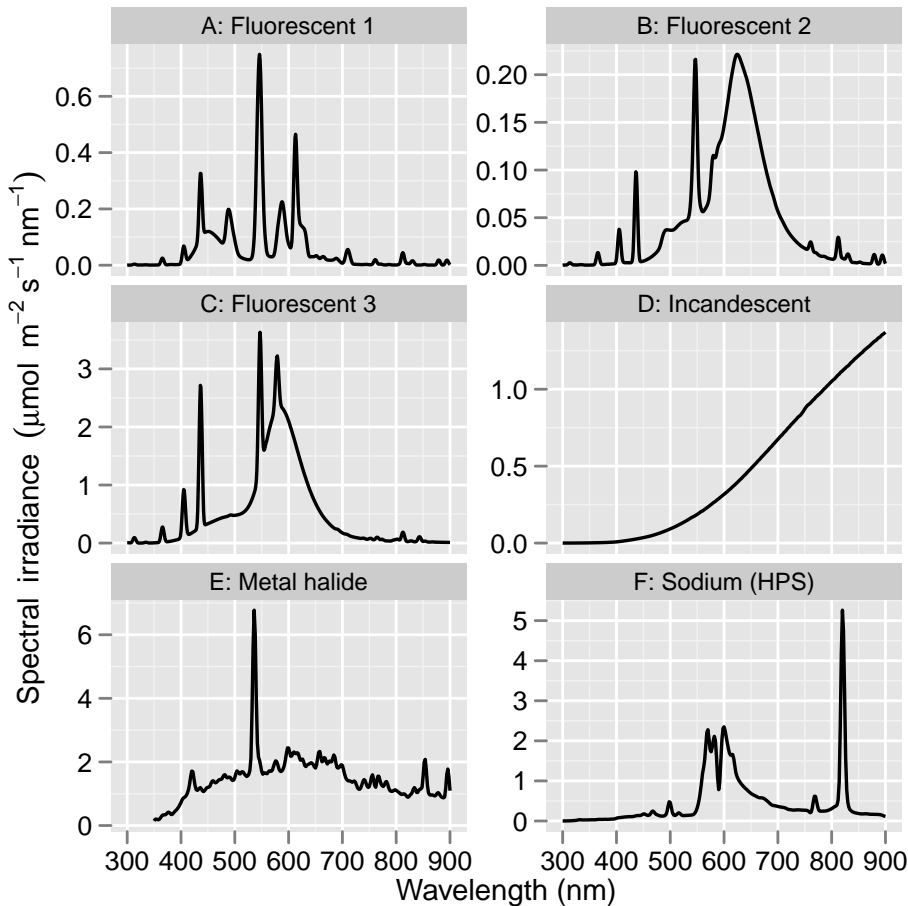 A: Fluorescent 1
B: Fluorescent 2
0.0
0.2
0.4
0.6
0.00
0.05
0.10
0.15
0.20
C: Fluorescent 3
D: Incandescent
0
1
2
3
0.0
0.5
1.0
E: Metal halide
F: Sodium (HPS)
0
2
4
6
0
1
2
3
4
5
300 400 500 600 700 800 900
300 400 500 600 700 800 900
Wavelength (nm)
Spectral irradiance (μmol m⁻² s⁻¹ nm⁻¹)